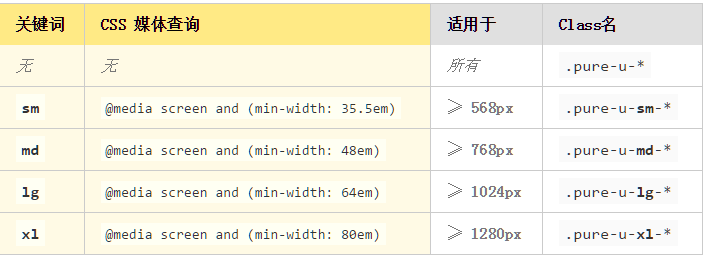 关键词 CSS 媒体查询 适用于 Class名
无 无 所有 .pure-u-*
sm @media screen and (min-width: 35.5em) ≥ 568px .pure-u-sm-*
md @media screen and (min-width: 48em) ≥ 768px .pure-u-md-*
lg @media screen and (min-width: 64em) ≥ 1024px .pure-u-lg-*
xl @media screen and (min-width: 80em) ≥ 1280px .pure-u-xl-*